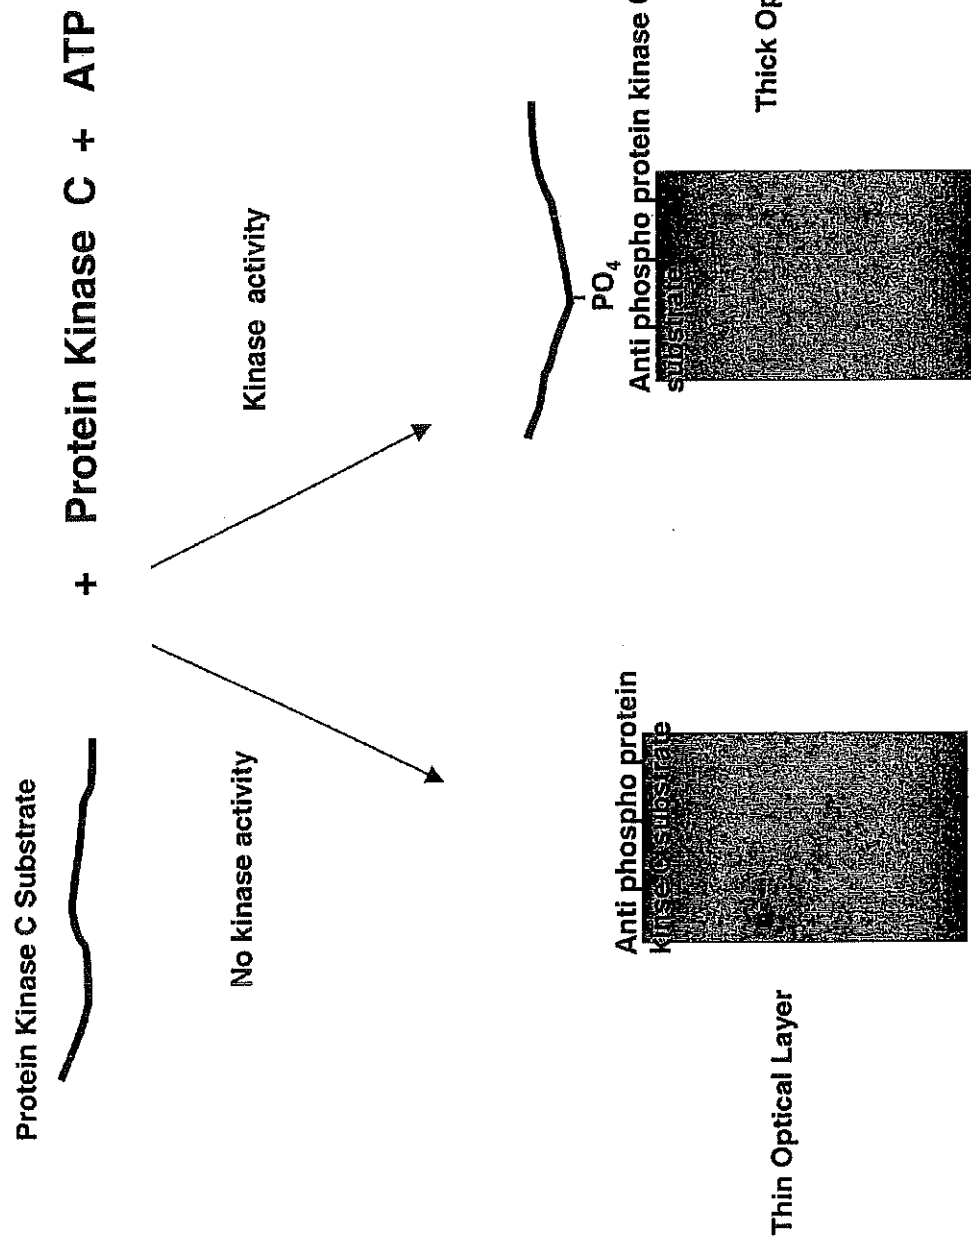 Protein Kinase C Substrate
+ Protein Kinase C + ATP
No kinase activity
Kinase activity
PO4
Anti phospho protein
kinase C substrate
Anti phospho protein kinase
substrate
Thin Optical Layer
Thick